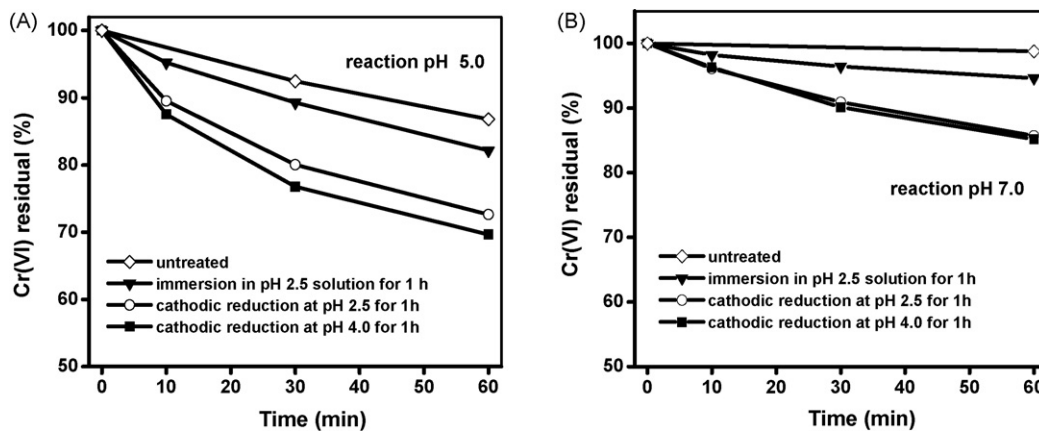 (A)
100
90
80
70
60
50
Cr(VI) residual (%)
reaction pH 5.0
untreated
immersion in pH 2.5 solution for 1 h
cathodic reduction at pH 2.5 for 1h
cathodic reduction at pH 4.0 for 1h
0 10 20 30 40 50 60
Time (min)
(B)
100
90
80
70
60
50
Cr(VI) residual (%)
reaction pH 7.0
untreated
immersion in pH 2.5 solution for 1h
cathodic reduction at pH 2.5 for 1h
cathodic reduction at pH 4.0 for 1h
0 10 20 30 40 50 60
Time (min)